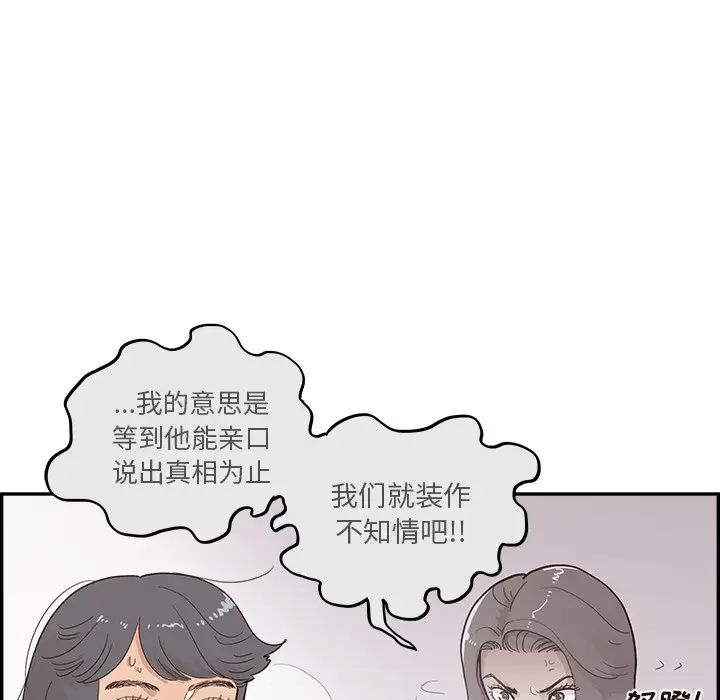 ...我的意思是
等到他能亲口
说出真相为止
我们就装作
不知情吧!!